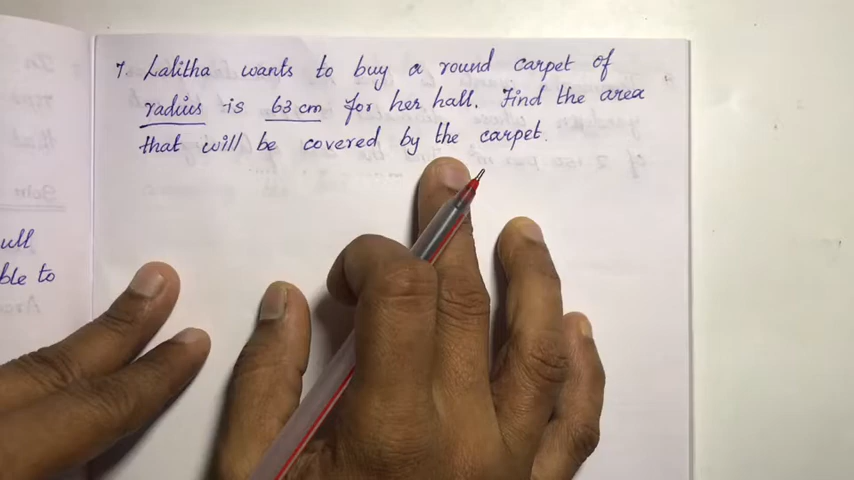 7. Lalitha wants to buy a round carpet of
radius is 63 cm for her hall. Find the area
that will be covered by the carpet.
ull
ble to